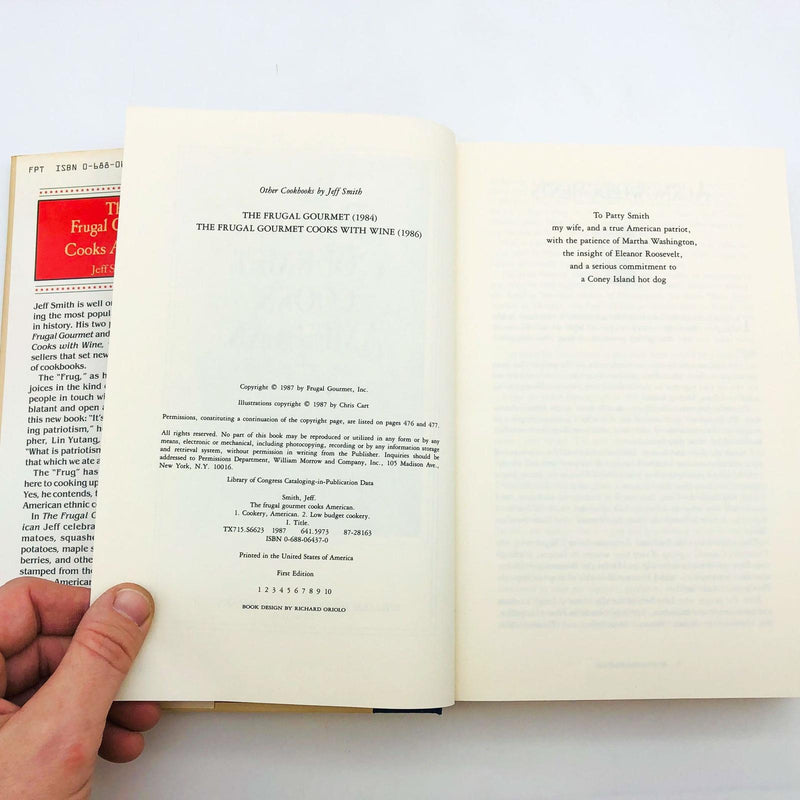 FPT ISBN 0-688-0
Frugal
Cooks
Jeff
Jeff Smith is well
ing the most popul
in history. His two
Frugal Gourmet and
Cooks with Wine,
sellers that set new
of cookbooks.
The "Frug," as
joices in the kind
people in touch wi
blatant and open a
this new book: "It's
ing patriotism," he
pher, Lin Yutang,
"What is patriotism
that which we ate
The "Frug" has
here to cooking up
Yes, he contends,
American ethnic
In The Frugal G
ican Jeff celebra
matoes, squashe
potatoes, maple
berries, and othe
stamped from the
American
Other Cookbooks by Jeff Smith
THE FRUGAL GOURMET (1984)
THE FRUGAL GOURMET COOKS WITH WINE (1986)
Copyright © 1987 by Frugal Gourmet, Inc.
Illustrations copyright © 1987 by Chris Cart
Permissions, constituting a continuation of the copyright page, are listed on pages 476 and 477.
All rights reserved. No part of this book may be reproduced or utilized in any form or by any
means, electronic or mechanical, including photocopying, recording or by any information storage
and retrieval system, without permission in writing from the Publisher. Inquiries should be
addressed to Permissions Department, William Morrow and Company, Inc., 105 Madison Ave.,
New York, N.Y. 10016.
Library of Congress Cataloging-in-Publication Data
Smith, Jeff.
The frugal gourmet cooks American.
1. Cookery, American. 2. Low budget cookery.
I. Title.
TX715.S6623 1987 641.5973 87-28163
ISBN 0-688-06437-0
Printed in the United States of America
First Edition
1 2 3 4 5 6 7 8 9 10
BOOK DESIGN BY RICHARD ORIOLO
To Patty Smith
my wife, and a true American patriot,
with the patience of Martha Washington,
the insight of Eleanor Roosevelt,
and a serious commitment to
a Coney Island hot dog